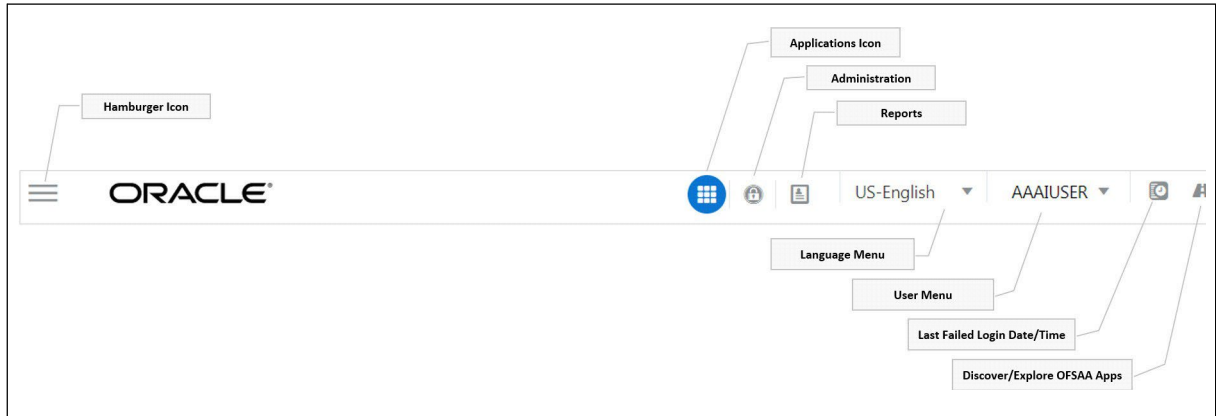 Applications Icon
Administration
Hamburger Icon
Reports
ORACLE®
US-English
AAAIUSER
Language Menu
User Menu
Last Failed Login Date/Time
Discover/Explore OFSAA Apps